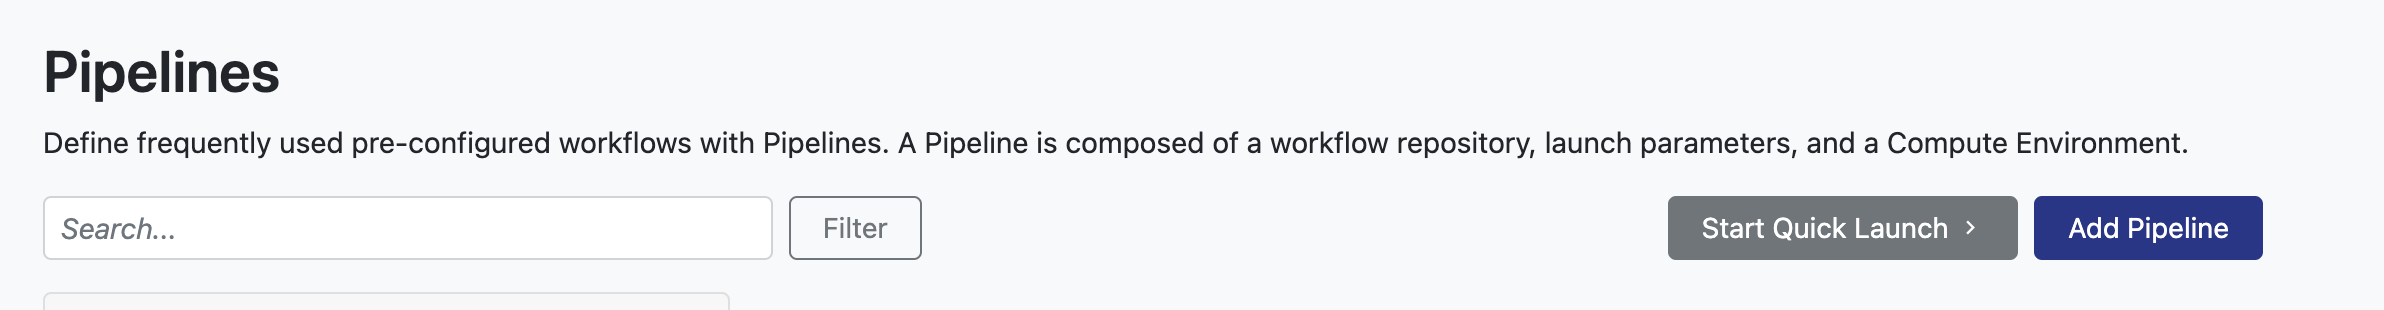 Pipelines
Define frequently used pre-configured workflows with Pipelines. A Pipeline is composed of a workflow repository, launch parameters, and a Compute Environment.
Search...
Filter
Start Quick Launch >
Add Pipeline